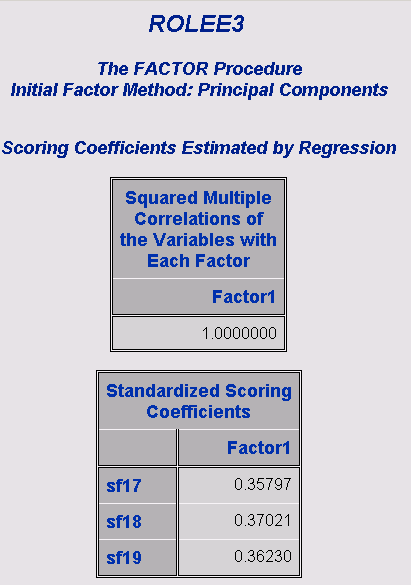 ROLEE3
The FACTOR Procedure
Initial Factor Method: Principal Components
Scoring Coefficients Estimated by Regression
Squared Multiple
Correlations of
the Variables with
Each Factor
Factor1
1.0000000
Standardized Scoring
Coefficients
Factor1
sf17 0.35797
sf18 0.37021
sf19 0.36230